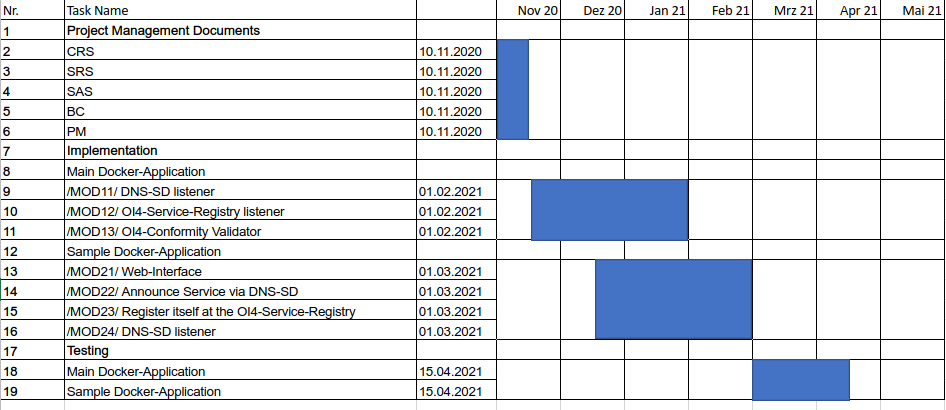 Nr. Task Name Nov 20 Dez 20 Jan 21 Feb 21 Mrz 21 Apr 21 Mai 21
1 Project Management Documents
2 CRS 10.11.2020
3 SRS 10.11.2020
4 SAS 10.11.2020
5 BC 10.11.2020
6 PM 10.11.2020
7 Implementation
8 Main Docker-Application
9 /MOD11/ DNS-SD listener 01.02.2021
10 /MOD12/ OI4-Service-Registry listener 01.02.2021
11 /MOD13/ OI4-Conformity Validator 01.02.2021
12 Sample Docker-Application
13 /MOD21/ Web-Interface 01.03.2021
14 /MOD22/ Announce Service via DNS-SD 01.03.2021
15 /MOD23/ Register itself at the OI4-Service-Registry 01.03.2021
16 /MOD24/ DNS-SD listener 01.03.2021
17 Testing
18 Main Docker-Application 15.04.2021
19 Sample Docker-Application 15.04.2021